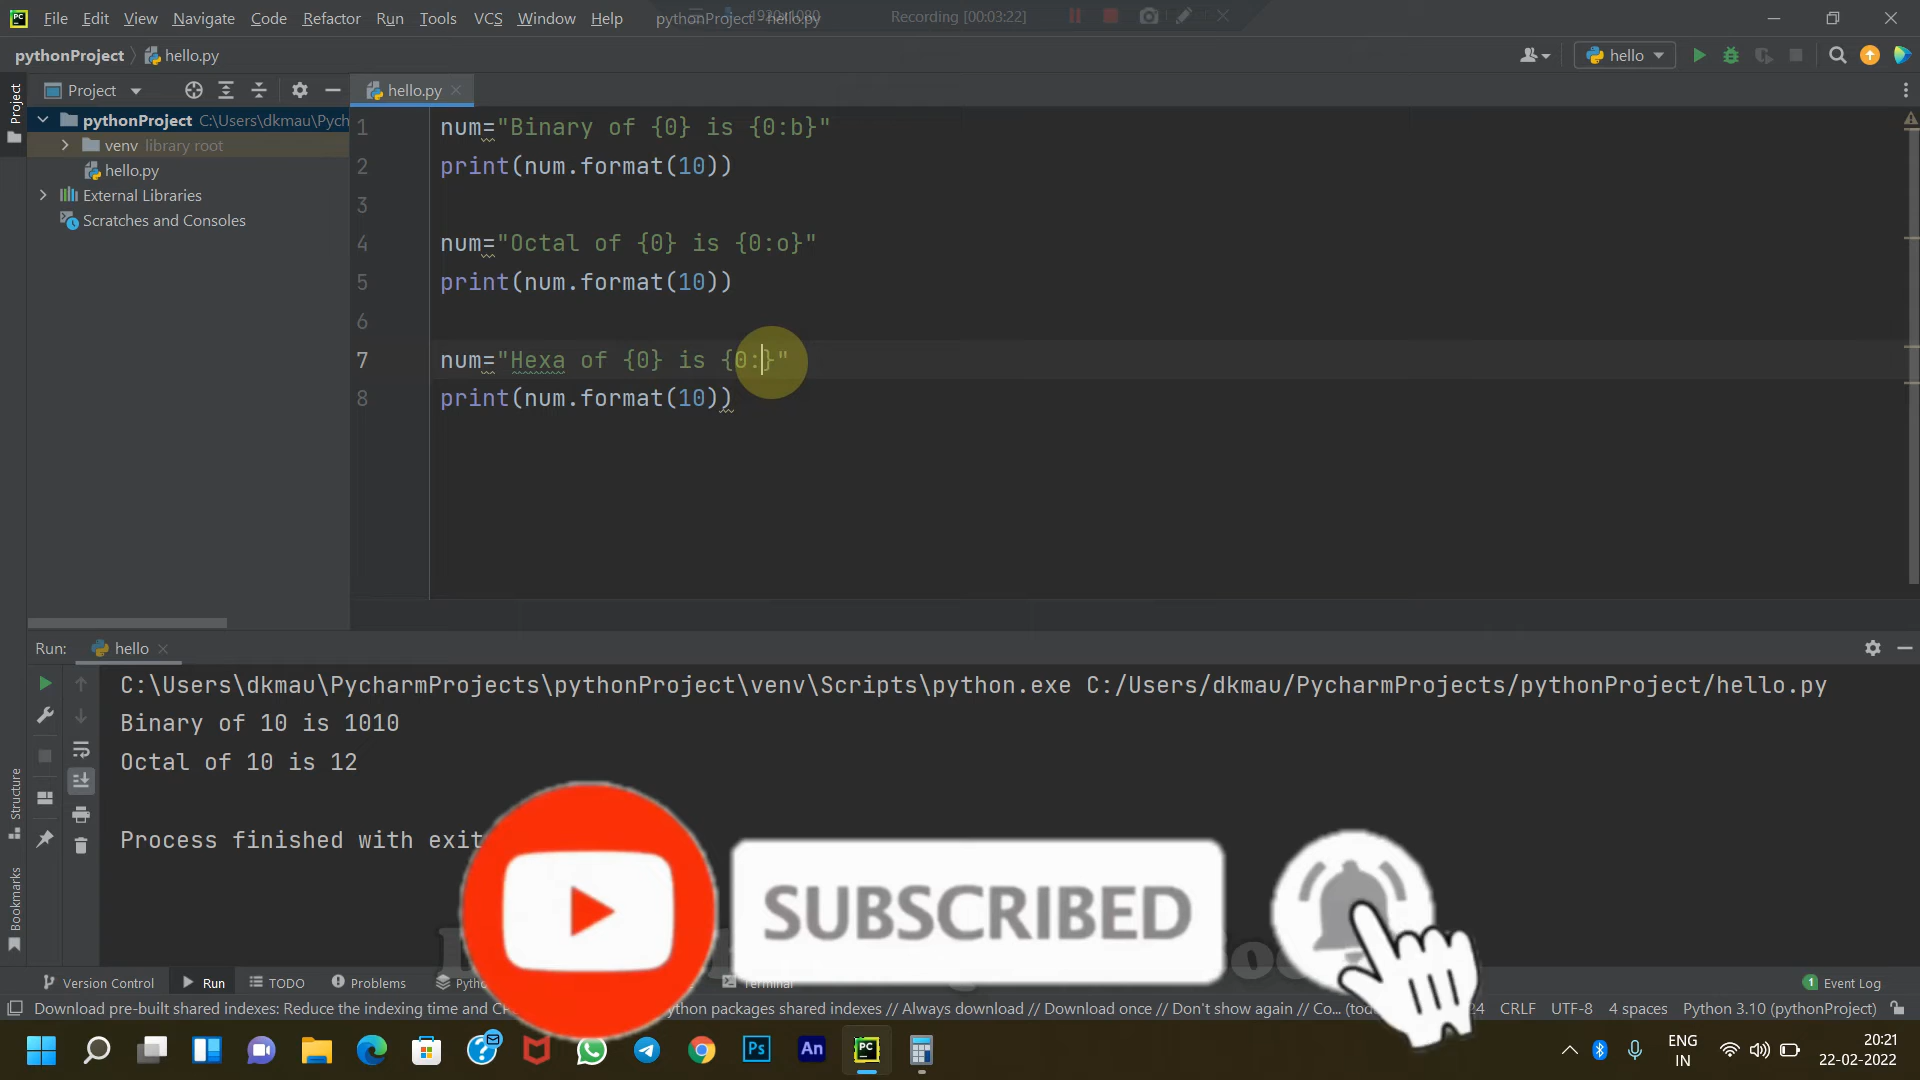 File Edit View Navigate Code Refactor Run Tools VCS Window Help pythonProject - hello.py 1920x1080 Recording [00:03:22]
pythonProject hello.py hello
Project hello.py
Project
pythonProject C:\Users\dkmau\Pych
venv library root
hello.py
External Libraries
Scratches and Consoles
1 num="Binary of {0} is {0:b}"
2 print(num.format(10))
3
4 num="Octal of {0} is {0:o}"
5 print(num.format(10))
6
7 num="Hexa of {0} is {0:}"
8 print(num.format(10))
Run: hello
C:\Users\dkmau\PycharmProjects\pythonProject\venv\Scripts\python.exe C:/Users/dkmau/PycharmProjects/pythonProject/hello.py
Binary of 10 is 1010
Octal of 10 is 12
Process finished with exit
Structure
Bookmarks
SUBSCRIBED
Version Control Run TODO Problems Terminal 1 Event Log
Download pre-built shared indexes: Reduce the indexing time and packages shared indexes // Always download // Download once // Don't show again // Co... CRLF UTF-8 4 spaces Python 3.10 (pythonProject)
PC
Ps An
ENG
IN
20:21
22-02-2022